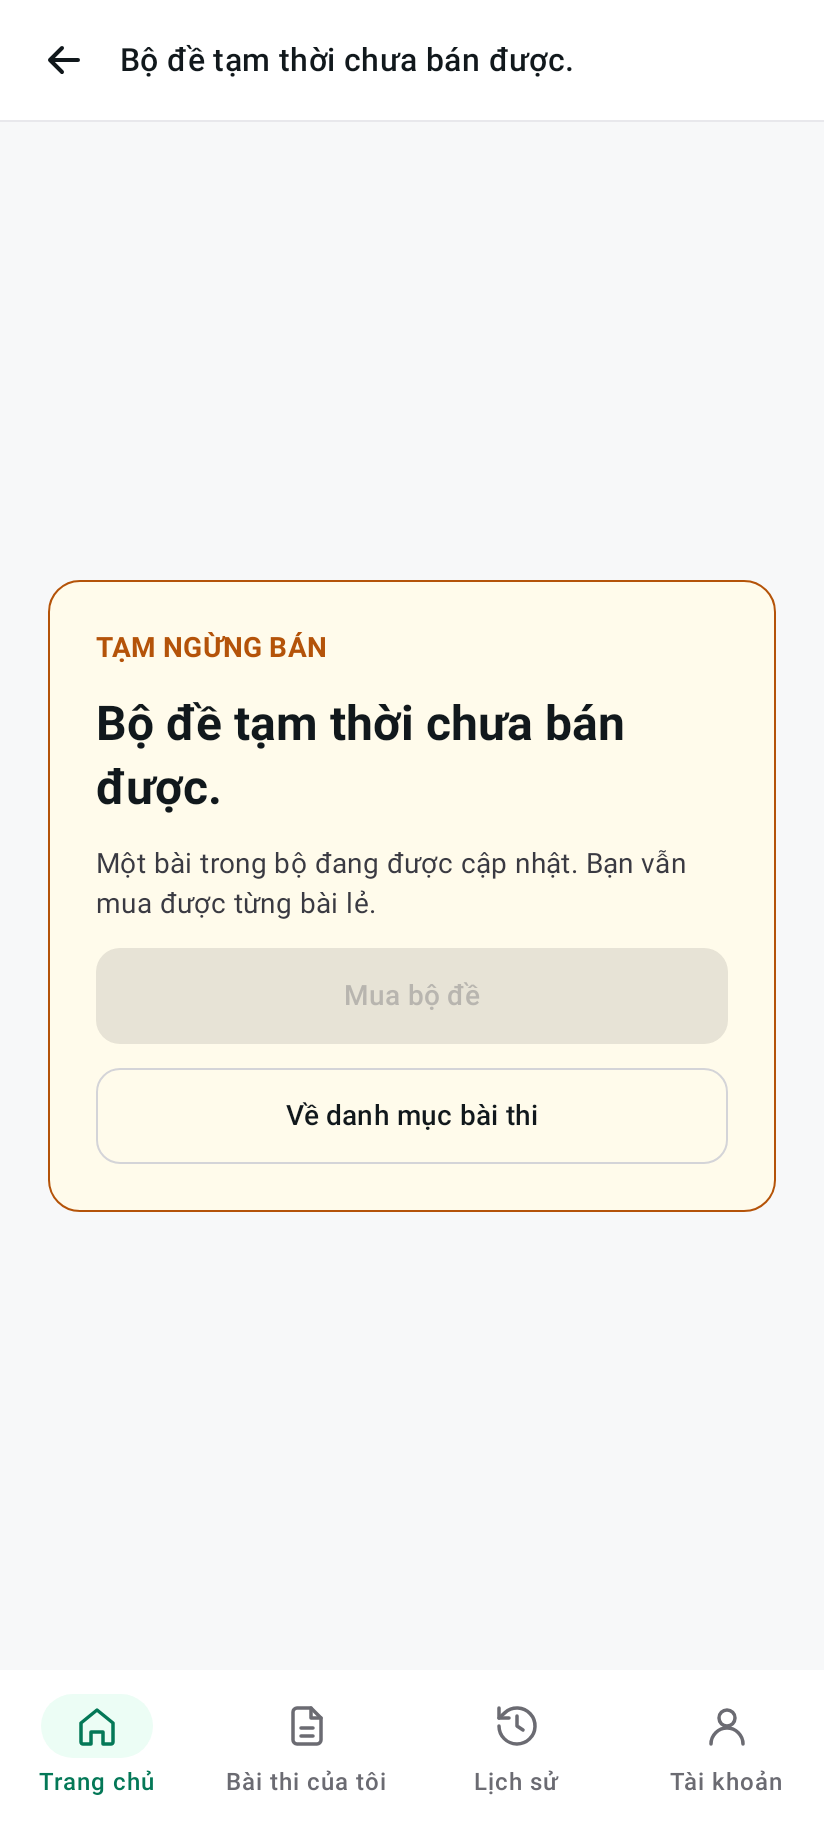 Bộ đề tạm thời chưa bán được.
TẠM NGỪNG BÁN
Bộ đề tạm thời chưa bán
được.
Một bài trong bộ đang được cập nhật. Bạn vẫn
mua được từng bài lẻ.
Mua bộ đề
Về danh mục bài thi
Trang chủ
Bài thi của tôi
Lịch sử
Tài khoản